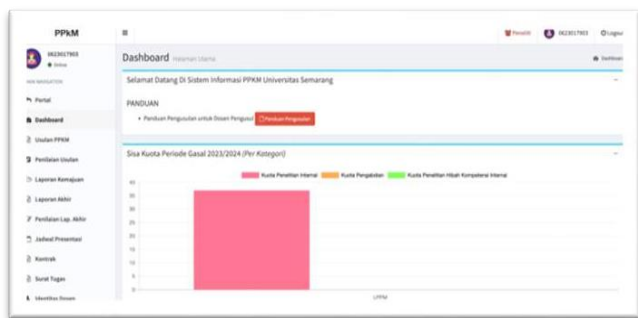 PPkM
Peneliti
0623017903
Logout
0623017903
Online
Portal
Dashboard
Usulan PPKM
Penilaian Usulan
Laporan Kemajuan
Laporan Akhir
Penilaian Lap. Akhir
Jadwal Presentasi
Kontrak
Surat Tugas
Identitas Dosen
Dashboard Halaman Utama
Dashboard
Selamat Datang Di Sistem Informasi PPKM Universitas Semarang
PANDUAN
Panduan Pengusulan untuk Dosen Pengusul Panduan Pengusulan
Sisa Kuota Periode Gasal 2023/2024 (Per Kategori)
Kuota Penelitian Internal Kuota Pengabdian Kuota Penelitian Hibah Kompetensi Internal
40
35
30
25
20
15
10
5
0
LPPM